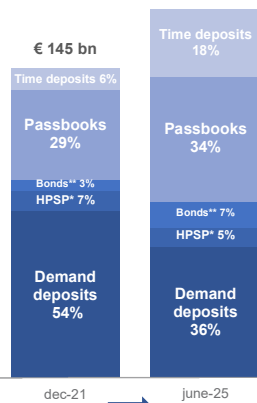 € 145 bn
Time deposits 6%
Passbooks
29%
Bonds** 3%
HPSP* 7%
Demand
deposits
54%
dec-21
Time deposits
18%
Passbooks
34%
Bonds** 7%
HPSP* 5%
Demand
deposits
36%
june-25